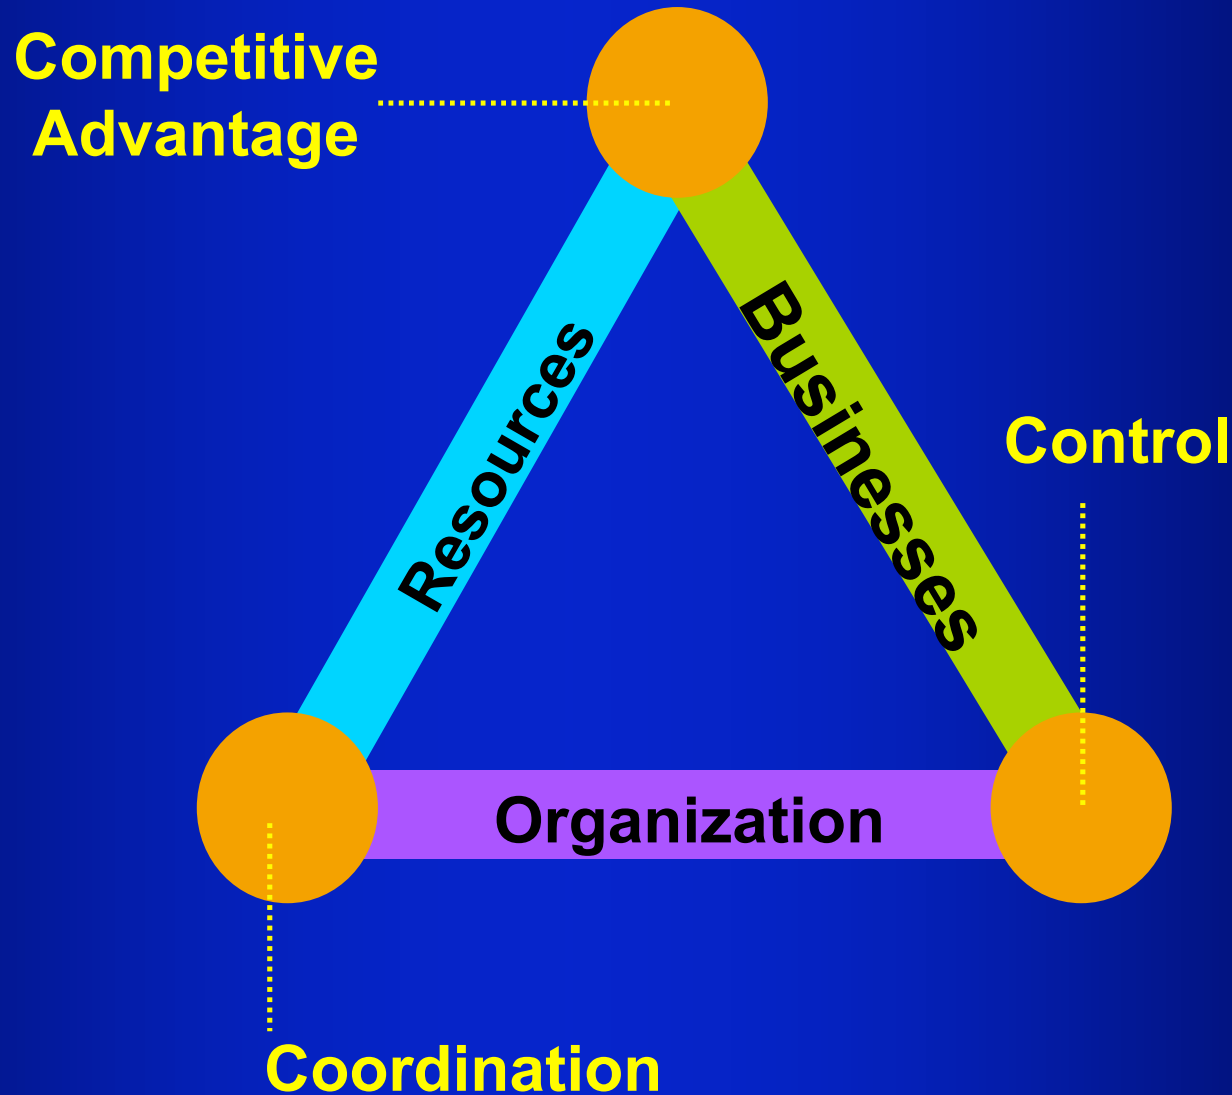 Competitive
Advantage
Resources
Businesses
Control
Organization
Coordination